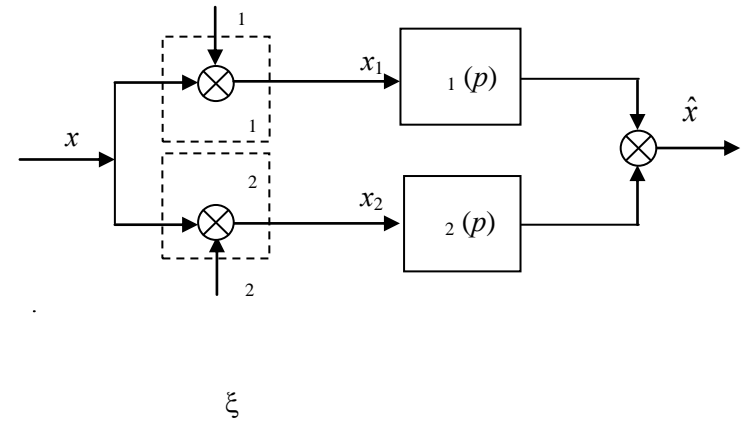 1
x₁
₁ (p)
1
x̂
x
2
x₂
₂ (p)
2
.
ξ